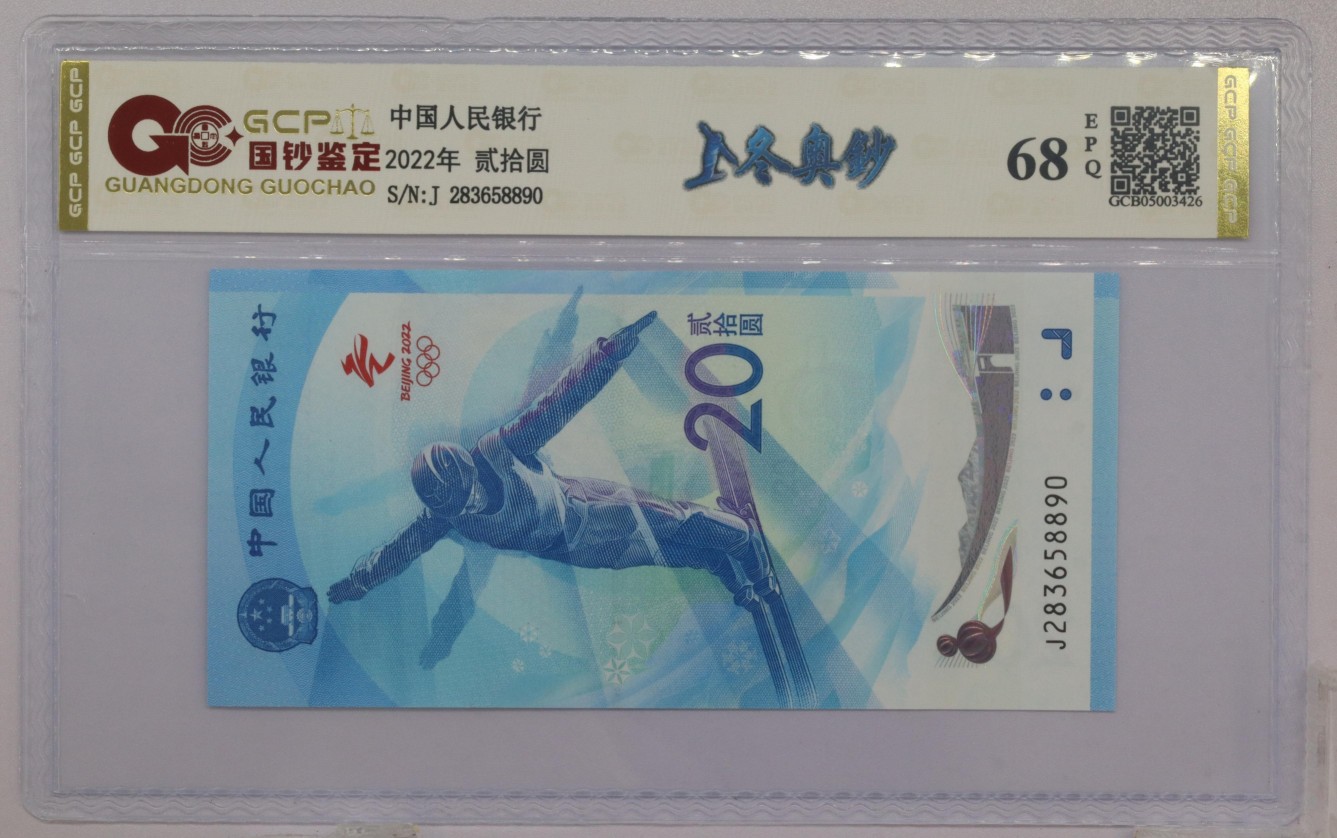 GCP GCP GCP
GCP
国钞鉴定
GUANGDONG GUOCHAO
中国人民银行
2022年 贰拾圆
S/N:J 283658890
上冬奥钞
68
EPQ
GCB05003426
GCP GCP GCP
中国人民银行
BEIJING 2022
贰拾圆
20
J283658890